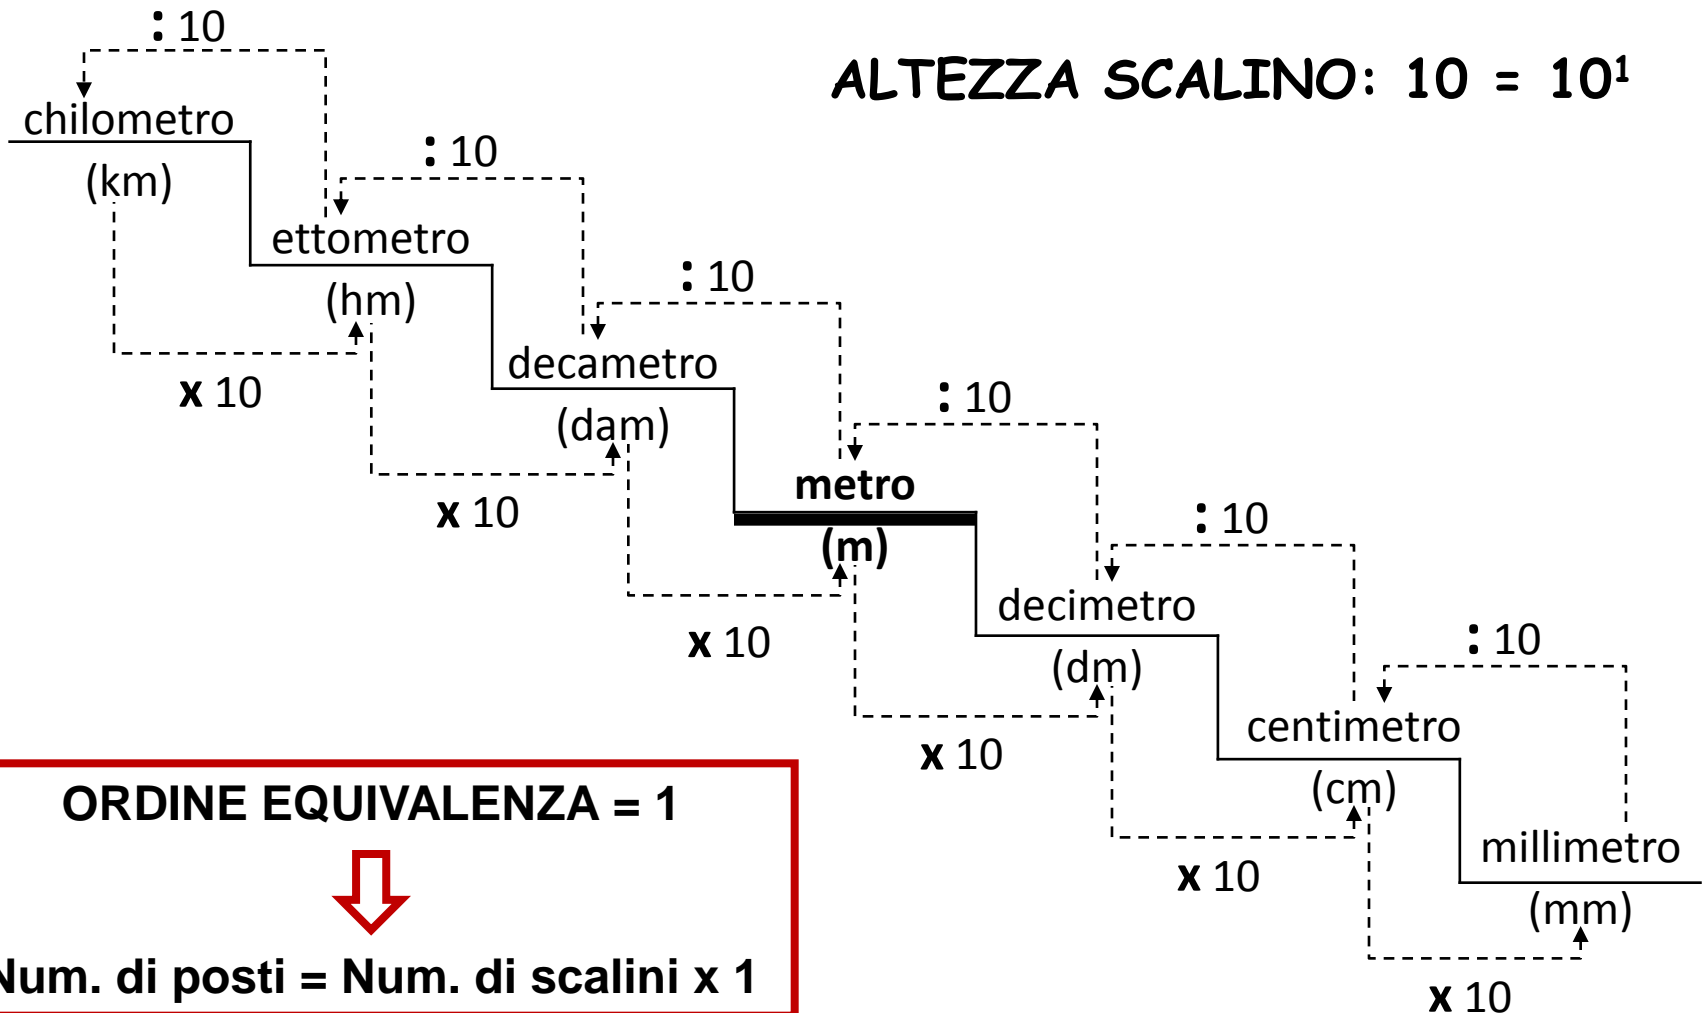 : 10
ALTEZZA SCALINO: 10 = 10¹
chilometro
(km)
: 10
ettometro
(hm)
x 10
: 10
decametro
(dam)
x 10
: 10
metro
(m)
x 10
: 10
decimetro
(dm)
x 10
: 10
centimetro
(cm)
x 10
millimetro
(mm)
x 10
ORDINE EQUIVALENZA = 1
Num. di posti = Num. di scalini x 1